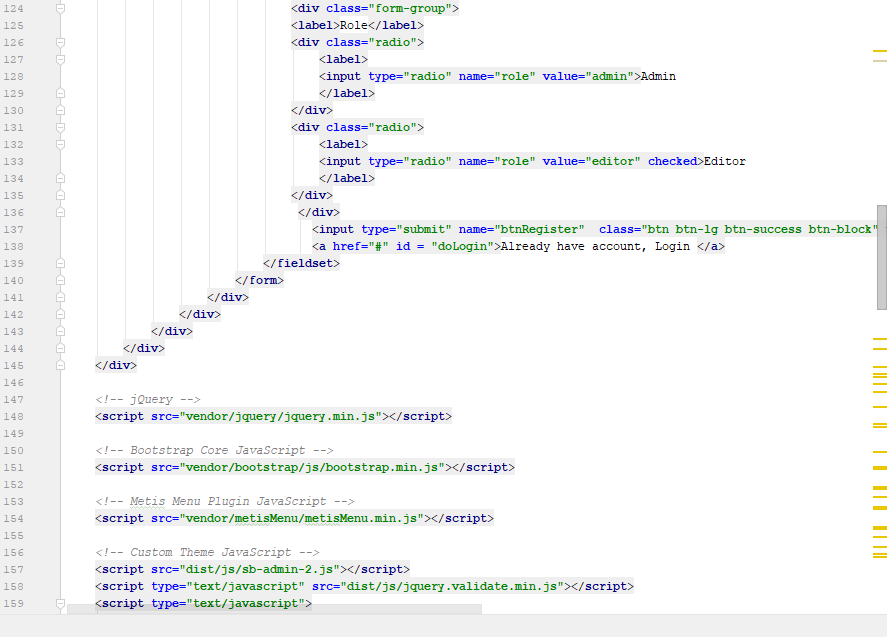 124 <div class="form-group">
125 <label>Role</label>
126 <div class="radio">
127 <label>
128 <input type="radio" name="role" value="admin">Admin
129 </label>
130 </div>
131 <div class="radio">
132 <label>
133 <input type="radio" name="role" value="editor" checked>Editor
134 </label>
135 </div>
136 </div>
137 <input type="submit" name="btnRegister"  class="btn btn-lg btn-success btn-block"
138 <a href="#" id = "doLogin">Already have account, Login </a>
139 </fieldset>
140 </form>
141 </div>
142 </div>
143 </div>
144 </div>
145 </div>
146
147 <!-- jQuery -->
148 <script src="vendor/jquery/jquery.min.js"></script>
149
150 <!-- Bootstrap Core JavaScript -->
151 <script src="vendor/bootstrap/js/bootstrap.min.js"></script>
152
153 <!-- Metis Menu Plugin JavaScript -->
154 <script src="vendor/metisMenu/metisMenu.min.js"></script>
155
156 <!-- Custom Theme JavaScript -->
157 <script src="dist/js/sb-admin-2.js"></script>
158 <script type="text/javascript" src="dist/js/jquery.validate.min.js"></script>
159 <script type="text/javascript">